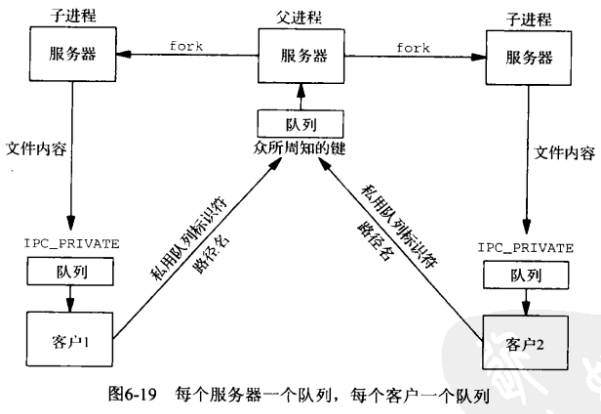 子进程 父进程 子进程
服务器 fork 服务器 fork 服务器
队列
众所周知的键
文件内容 文件内容
私用队列标识符 私用队列标识符
路径名 路径名
IPC_PRIVATE IPC_PRIVATE
队列 队列
客户1 客户2
图6-19 每个服务器一个队列，每个客户一个队列